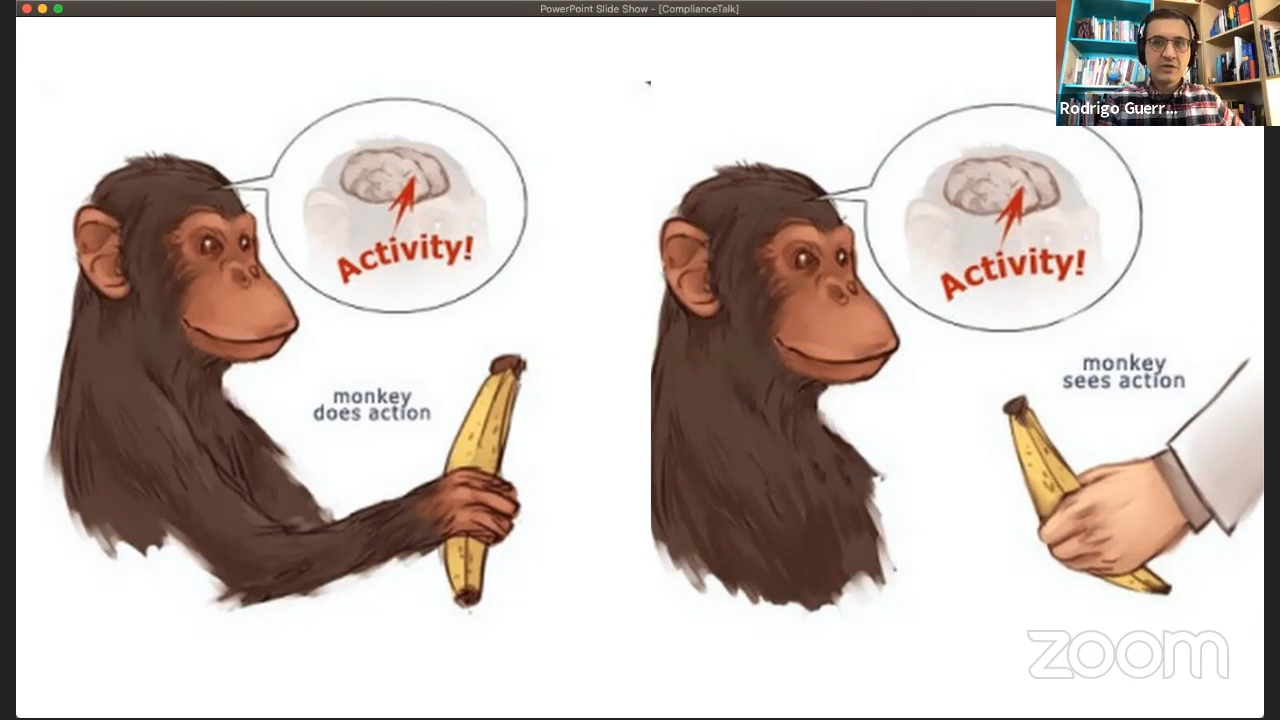 PowerPoint Slide Show - [ComplianceTalk]
Rodrigo Guerr...
Activity!
Activity!
monkey
does action
monkey
sees action
zoom